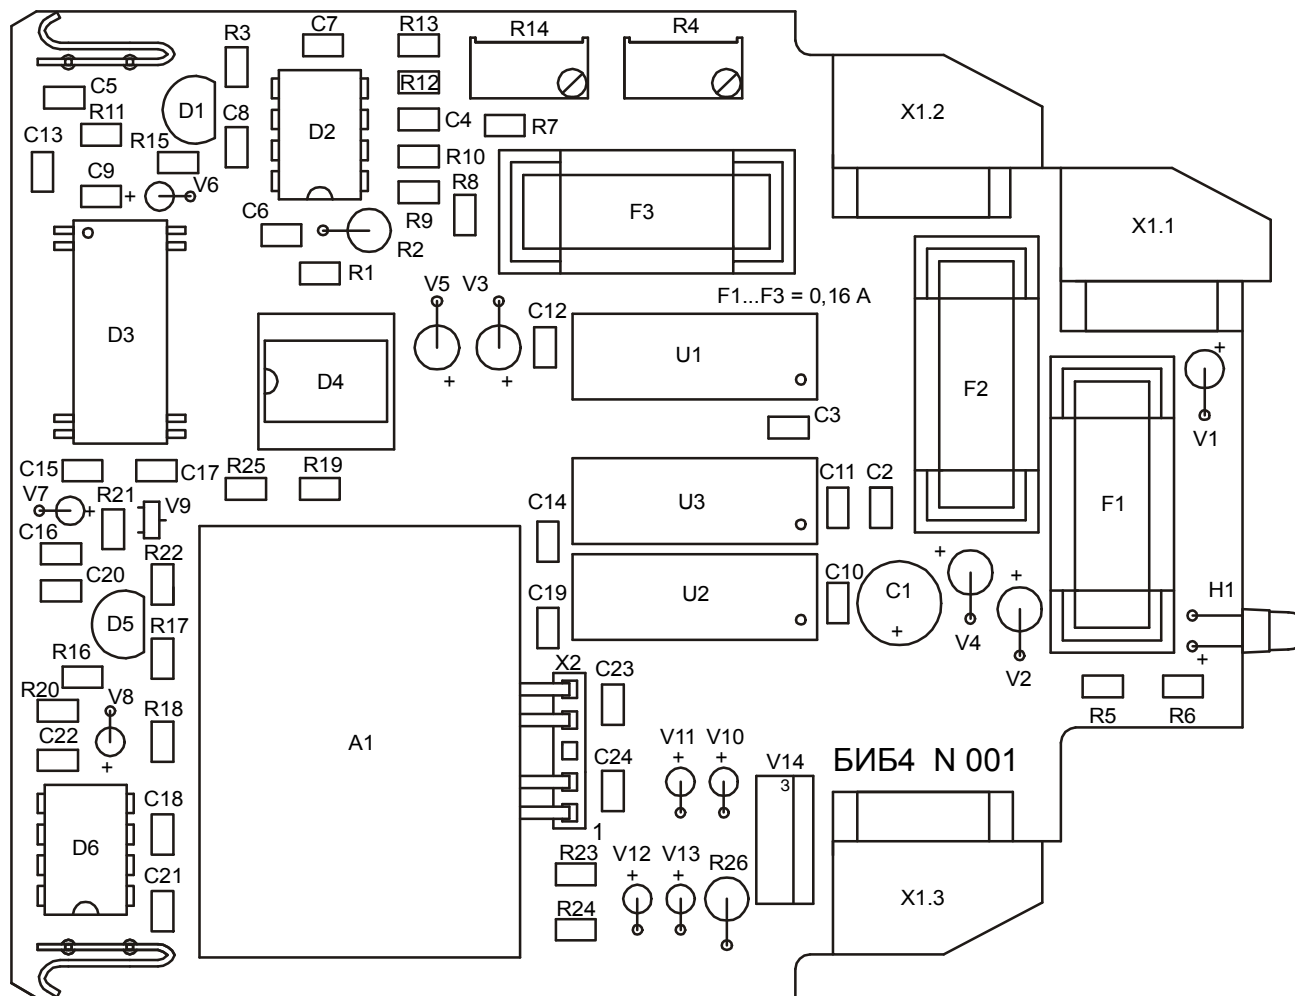 C7
R13
R14
R4
R3
R12
C5
D1
C8
D2
C4
R7
X1.2
R11
C13
R15
R10
C9
+
V6
R8
R9
F3
C6
R2
X1.1
R1
V5
V3
F1...F3 = 0,16 A
C12
D3
U1
D4
+
+
+
F2
C3
V1
C15
C17
R25
R19
C11
C2
V7
+
R21
V9
C14
U3
F1
C16
R22
+
C20
C10
+
C19
U2
C1
+
H1
D5
R17
V4
+
V2
R16
X2
C23
R20
V8
R18
R5
R6
A1
V11
V10
C22
+
C24
+
+
V14
3
БИБ4 N 001
C18
1
D6
R23
V12
V13
R26
C21
+
+
R24
X1.3